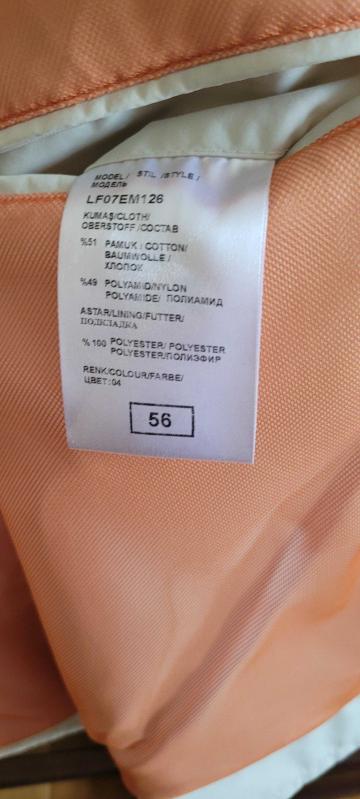 MODEL / STIL /STYLE /
МОДЕЛЬ
LF07EM126
KUMAŞ/CLOTH/
OBERSTOFF /СОСТАВ
%51 PAMUK / COTTON/
BAUMWOLLE /
ХЛОПОК
%49 POLYAMID/NYLON
POLYAMIDE/ ПОЛИАМИД
ASTAR/LINING/FUTTER/
ПОДКЛАДКА
% 100 POLYESTER/ POLYESTER
POLYESTER/ПОЛИЭФИР
RENK/COLOUR/FARBE/
ЦВЕТ:04
56